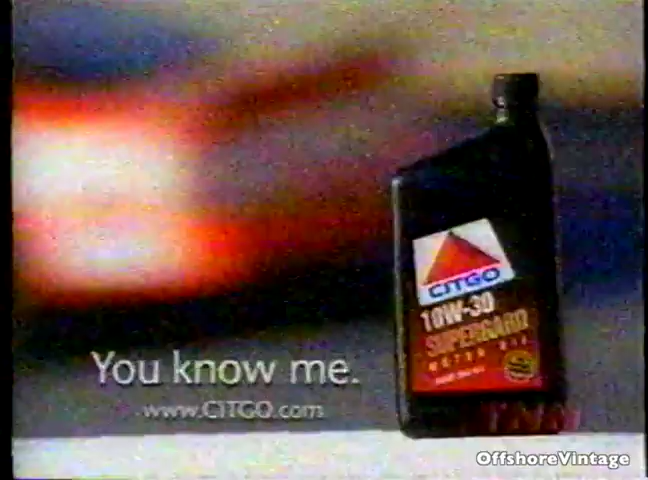 CITGO
10W-30
SUPERGARD
MOTOR OIL
You know me.
www.CITGO.com
OffshoreVintage